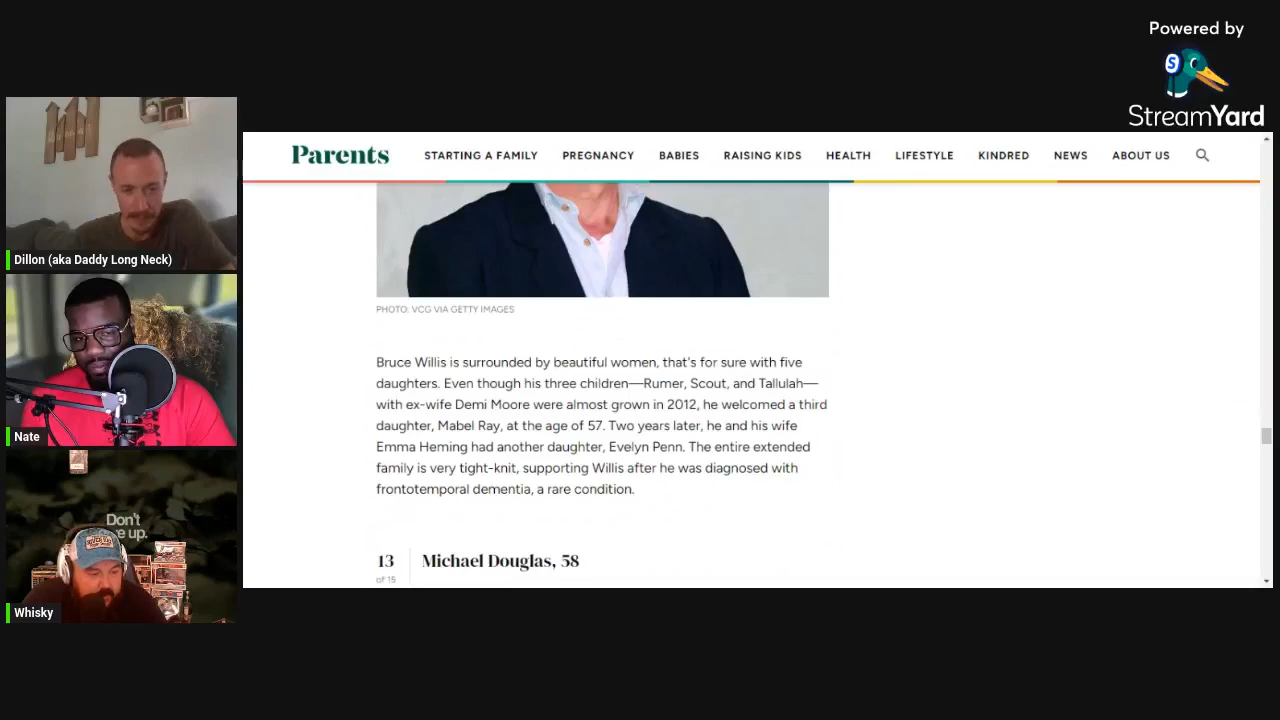 Powered by
StreamYard
Parents
STARTING A FAMILY PREGNANCY BABIES RAISING KIDS HEALTH LIFESTYLE KINDRED NEWS ABOUT US
PHOTO: VCG VIA GETTY IMAGES
Bruce Willis is surrounded by beautiful women, that's for sure with five
daughters. Even though his three children—Rumer, Scout, and Tallulah—
with ex-wife Demi Moore were almost grown in 2012, he welcomed a third
daughter, Mabel Ray, at the age of 57. Two years later, he and his wife
Emma Heming had another daughter, Evelyn Penn. The entire extended
family is very tight-knit, supporting Willis after he was diagnosed with
frontotemporal dementia, a rare condition.
13
of 15
Michael Douglas, 58
Dillon (aka Daddy Long Neck)
Nate
Don't
up.
Whisky